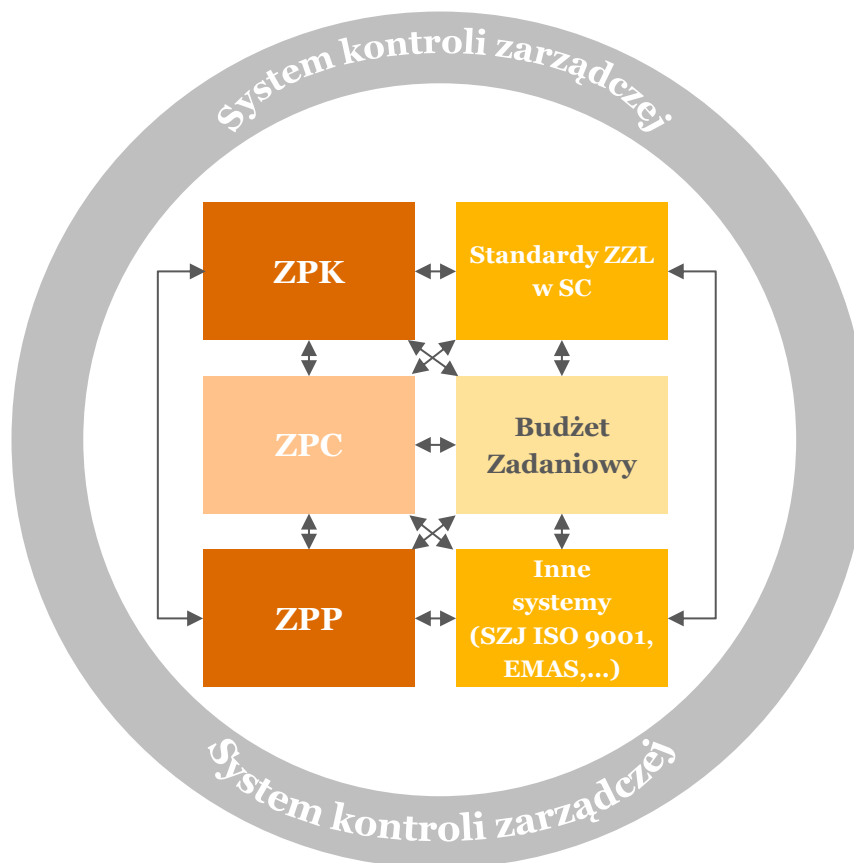 System kontroli zarządczej
ZPK
Standardy ZZL
w SC
ZPC
Budżet
Zadaniowy
ZPP
Inne
systemy
(SZJ ISO 9001,
EMAS,...)
System kontroli zarządczej